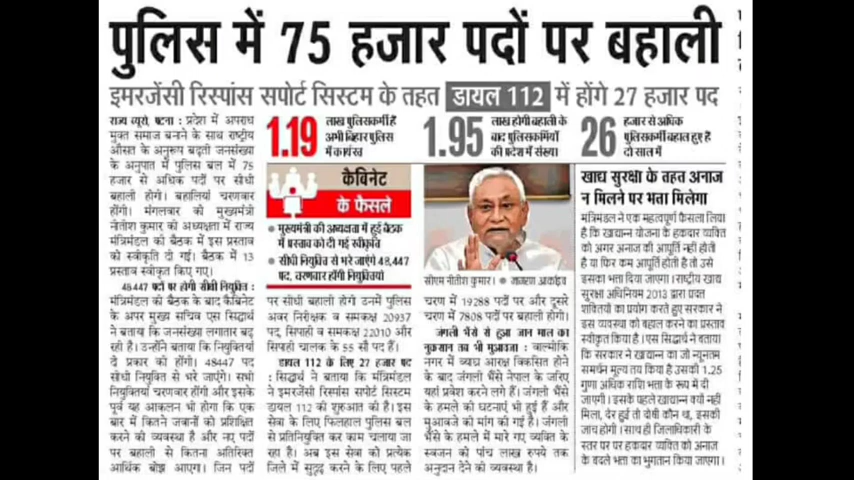 पुलिस में 75 हजार पदों पर बहाली
इमरजेंसी रिस्पांस सपोर्ट सिस्टम के तहत डायल 112 में होंगे 27 हजार पद
राज्य ब्यूरो, पटना : प्रदेश में अपराध
मुक्त समाज बनाने के साथ राष्ट्रीय
औसत के अनुरूप बढ़ती जनसंख्या
के अनुपात में पुलिस बल में 75
हजार से अधिक पदों पर सीधी
बहाली होगी। बहालियां चरणवार
होंगी। मंगलवार को मुख्यमंत्री
नीतीश कुमार की अध्यक्षता में राज्य
मंत्रिमंडल की बैठक में इस प्रस्ताव
को स्वीकृति दी गई। बैठक में 13
प्रस्ताव स्वीकृत किए गए।
48447 पदों पर होगी सीधी नियुक्ति :
मंत्रिमंडल की बैठक के बाद कैबिनेट
के अपर मुख्य सचिव एस सिद्धार्थ
ने बताया कि जनसंख्या लगातार बढ़
रही है। उन्होंने बताया कि नियुक्तियां
दो प्रकार की होंगी। 48447 पद
सीधी नियुक्ति से भरे जाएंगे। सभी
नियुक्तियां चरणवार होंगी और इसके
पूर्व यह आकलन भी होगा कि एक
बार में कितने जवानों को प्रशिक्षित
करने की व्यवस्था है और नए पदों
पर बहाली से कितना अतिरिक्त
आर्थिक बोझ आएगा। जिन पदों
1.19 लाख पुलिसकर्मी हैं
अभी बिहार पुलिस
में कार्यरत
1.95 लाख होगी बहाली के
बाद पुलिसकर्मियों
की प्रदेश में संख्या
26 हजार से अधिक
पुलिसकर्मी बहाल हुए हैं
दो साल में
कैबिनेट
के फैसले
मुख्यमंत्री की अध्यक्षता में हुई बैठक
में प्रस्ताव को दी गई स्वीकृति
सीधी नियुक्ति से भरे जाएंगे 48,447
पद, चरणवार होंगी नियुक्तियां
सीएम नीतीश कुमार। जागरण आर्काइव
पर सीधी बहाली होगी उनमें पुलिस
अवर निरीक्षक व समकक्ष 20937
पद, सिपाही व समकक्ष 22010 और
सिपाही चालक के 55 सौ पद हैं।
डायल 112 के लिए 27 हजार पद
: सिद्धार्थ ने बताया कि मंत्रिमंडल
ने इमरजेंसी रिस्पांस सपोर्ट सिस्टम
डायल 112 की शुरुआत की है। इस
सेवा के लिए फिलहाल पुलिस बल
से प्रतिनियुक्त कर काम चलाया जा
रहा है। अब इस सेवा को प्रत्येक
जिले में सुदृढ़ करने के लिए पहले
चरण में 19288 पदों पर और दूसरे
चरण में 7808 पदों पर बहाली होगी।
जंगली भैंसे से हुआ जान माल का
नुकसान तब भी मुआवजा : वाल्मीकि
नगर में व्याघ्र आरक्ष विकसित होने
के बाद जंगली भैंसे नेपाल के जरिए
यहां प्रवेश करने लगे हैं। जंगली भैंसे
के हमले की घटनाएं भी हुई हैं और
मुआवजे की मांग की गई है। जंगली
भैंसे के हमले में मारे गए व्यक्ति के
स्वजन को पांच लाख रुपये तक
अनुदान देने की व्यवस्था है।
खाद्य सुरक्षा के तहत अनाज
न मिलने पर भत्ता मिलेगा
मंत्रिमंडल ने एक महत्वपूर्ण फैसला लिया
है कि खाद्यान्न योजना के हकदार व्यक्ति
को अगर अनाज की आपूर्ति नहीं होती
है या फिर कम आपूर्ति होती है तो उसे
इसका भत्ता दिया जाएगा। राष्ट्रीय खाद्य
सुरक्षा अधिनियम 2013 द्वारा प्रदत्त
शक्तियों का प्रयोग करते हुए सरकार ने
इस व्यवस्था को बहाल करने का प्रस्ताव
स्वीकृत किया है। एस सिद्धार्थ ने बताया
कि सरकार ने खाद्यान्न का जो न्यूनतम
समर्थन मूल्य तय किया है उसकी 1.25
गुणा अधिक राशि भत्ता के रूप में दी
जाएगी। इसके पहले खाद्यान्न क्यों नहीं
मिला, देर हुई तो दोषी कौन था, इसकी
जांच होगी। साथ ही जिलाधिकारी के
स्तर पर पर हकदार व्यक्ति को अनाज
के बदले भत्ता का भुगतान किया जाएगा।